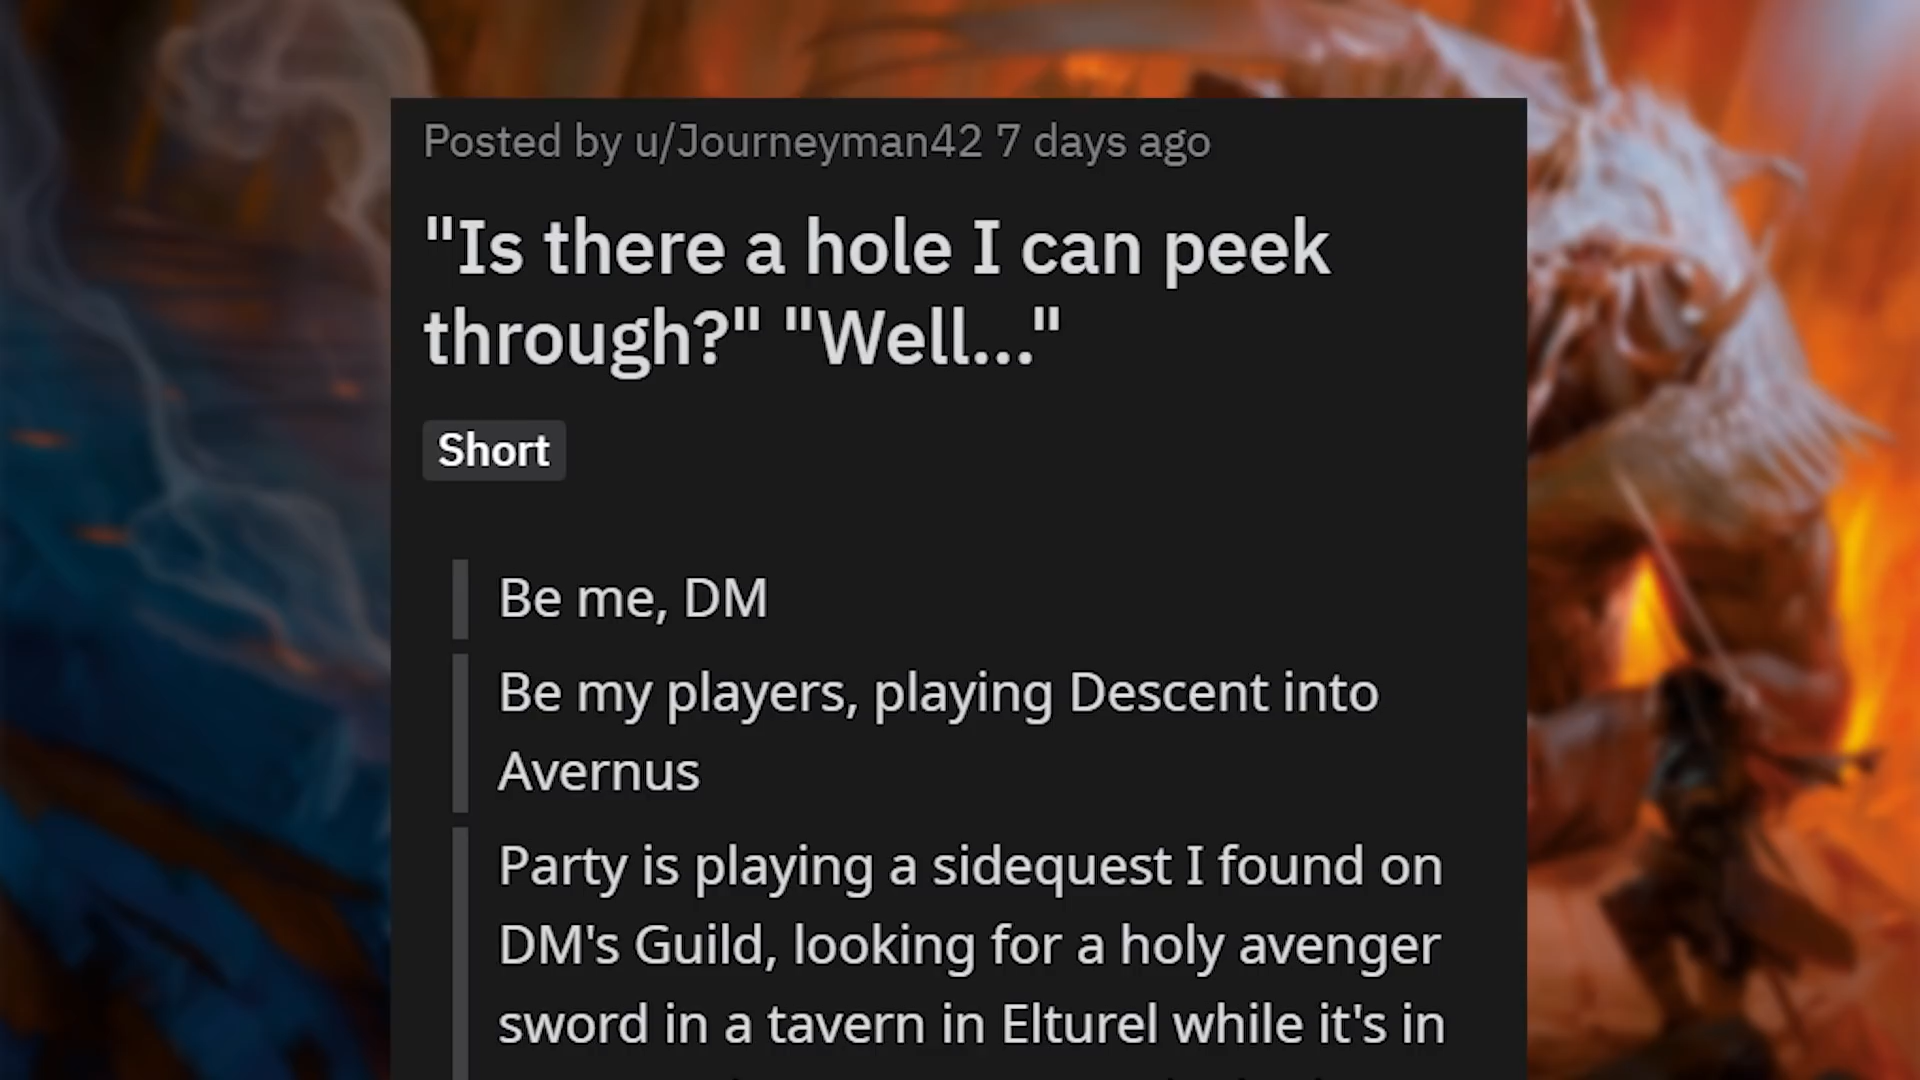 Posted by u/Journeyman42 7 days ago
"Is there a hole I can peek
through?" "Well..."
Short
Be me, DM
Be my players, playing Descent into
Avernus
Party is playing a sidequest I found on
DM's Guild, looking for a holy avenger
sword in a tavern in Elturel while it's in